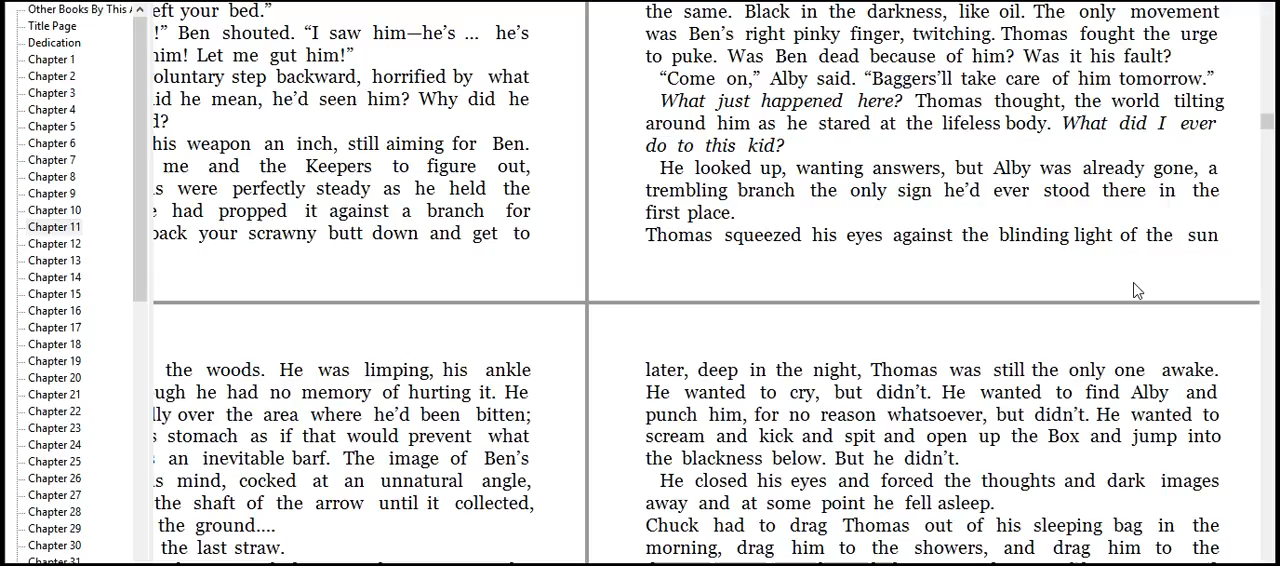 Other Books By This A
Title Page
Dedication
Chapter 1
Chapter 2
Chapter 3
Chapter 4
Chapter 5
Chapter 6
Chapter 7
Chapter 8
Chapter 9
Chapter 10
Chapter 11
Chapter 12
Chapter 13
Chapter 14
Chapter 15
Chapter 16
Chapter 17
Chapter 18
Chapter 19
Chapter 20
Chapter 21
Chapter 22
Chapter 23
Chapter 24
Chapter 25
Chapter 26
Chapter 27
Chapter 28
Chapter 29
Chapter 30
Chapter 31
eft your bed.”
!” Ben shouted. “I saw him—he’s ... he’s
him! Let me gut him!”
oluntary step backward, horrified by what
id he mean, he’d seen him? Why did he
d?
his weapon an inch, still aiming for Ben.
me and the Keepers to figure out,
s were perfectly steady as he held the
e had propped it against a branch for
back your scrawny butt down and get to
the same. Black in the darkness, like oil. The only movement
was Ben’s right pinky finger, twitching. Thomas fought the urge
to puke. Was Ben dead because of him? Was it his fault?
“Come on,” Alby said. “Baggers’ll take care of him tomorrow.”
What just happened here? Thomas thought, the world tilting
around him as he stared at the lifeless body. What did I ever
do to this kid?
He looked up, wanting answers, but Alby was already gone, a
trembling branch the only sign he’d ever stood there in the
first place.
Thomas squeezed his eyes against the blinding light of the sun
the woods. He was limping, his ankle
ugh he had no memory of hurting it. He
lly over the area where he’d been bitten;
s stomach as if that would prevent what
s an inevitable barf. The image of Ben’s
is mind, cocked at an unnatural angle,
the shaft of the arrow until it collected,
the ground....
the last straw.
later, deep in the night, Thomas was still the only one awake.
He wanted to cry, but didn’t. He wanted to find Alby and
punch him, for no reason whatsoever, but didn’t. He wanted to
scream and kick and spit and open up the Box and jump into
the blackness below. But he didn’t.
He closed his eyes and forced the thoughts and dark images
away and at some point he fell asleep.
Chuck had to drag Thomas out of his sleeping bag in the
morning, drag him to the showers, and drag him to the